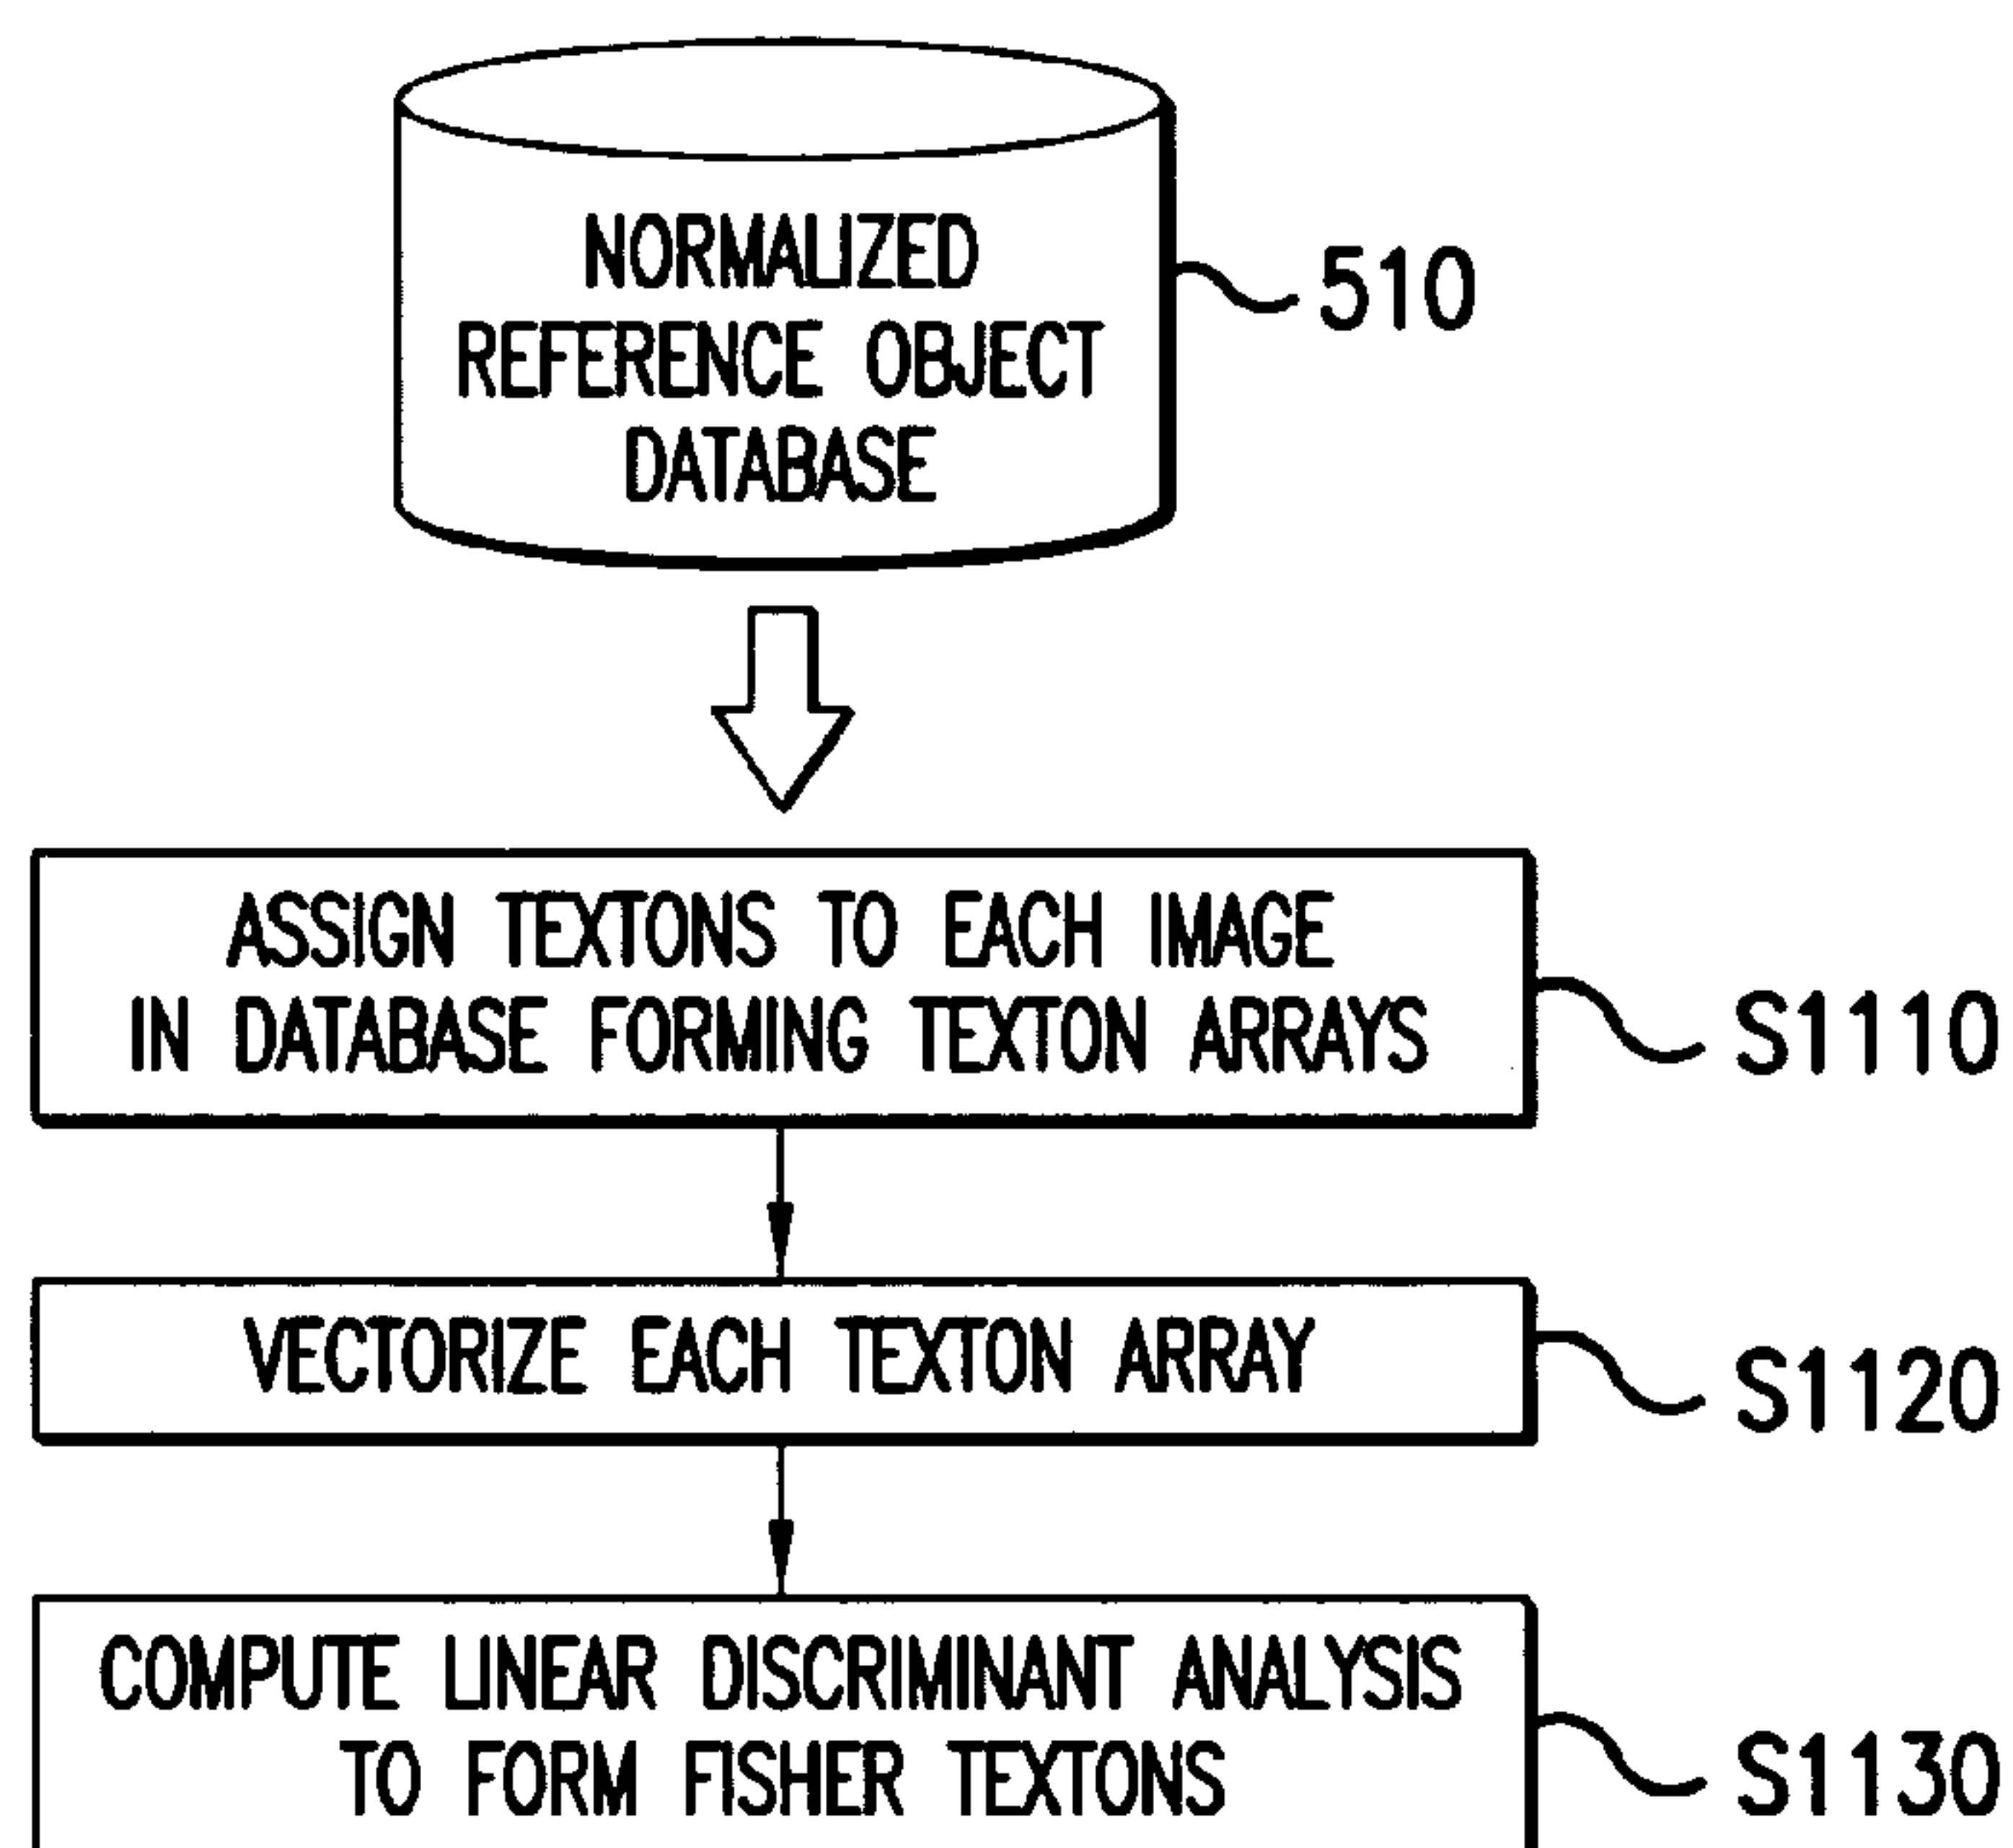 NORMALIZED
REFERENCE OBJECT
DATABASE
510
ASSIGN TEXTONS TO EACH IMAGE
IN DATABASE FORMING TEXTON ARRAYS
S1110
VECTORIZE EACH TEXTON ARRAY
S1120
COMPUTE LINEAR DISCRIMINANT ANALYSIS
TO FORM FISHER TEXTONS
S1130